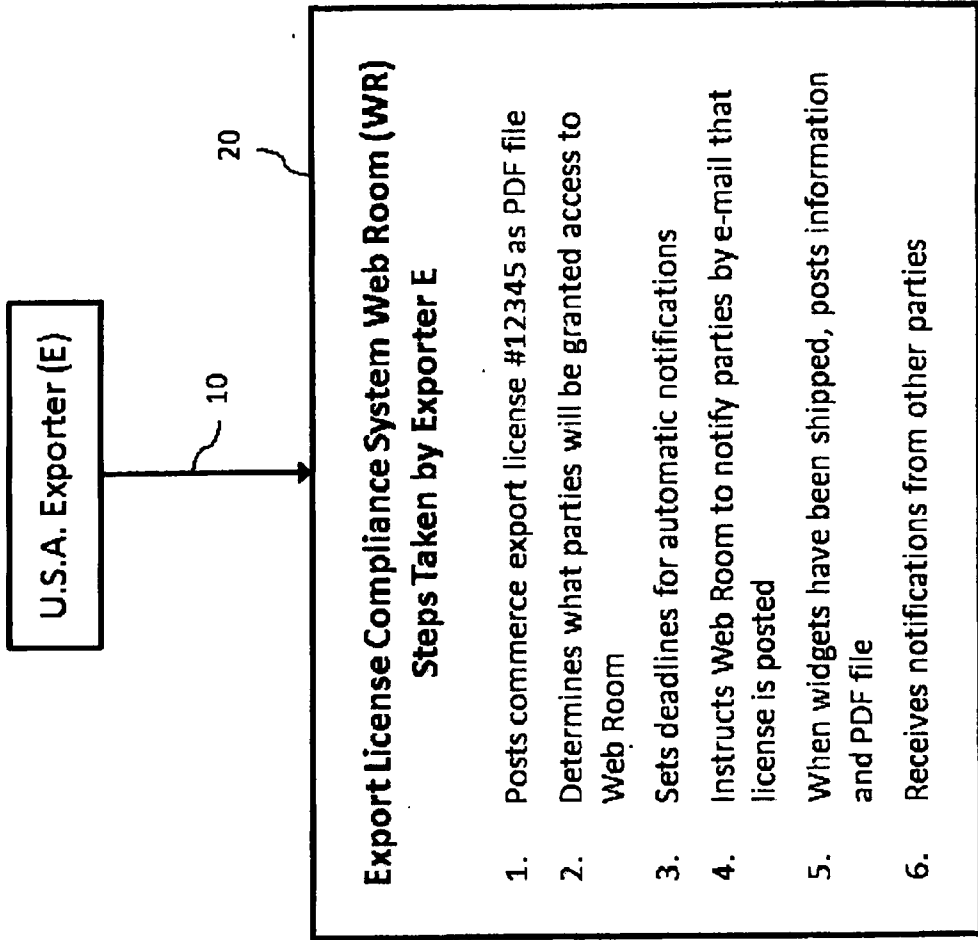 U.S.A. Exporter (E)
10
20
Export License Compliance System Web Room (WR)
Steps Taken by Exporter E
1. Posts commerce export license #12345 as PDF file
2. Determines what parties will be granted access to
Web Room
3. Sets deadlines for automatic notifications
4. Instructs Web Room to notify parties by e-mail that
license is posted
5. When widgets have been shipped, posts information
and PDF file
6. Receives notifications from other parties